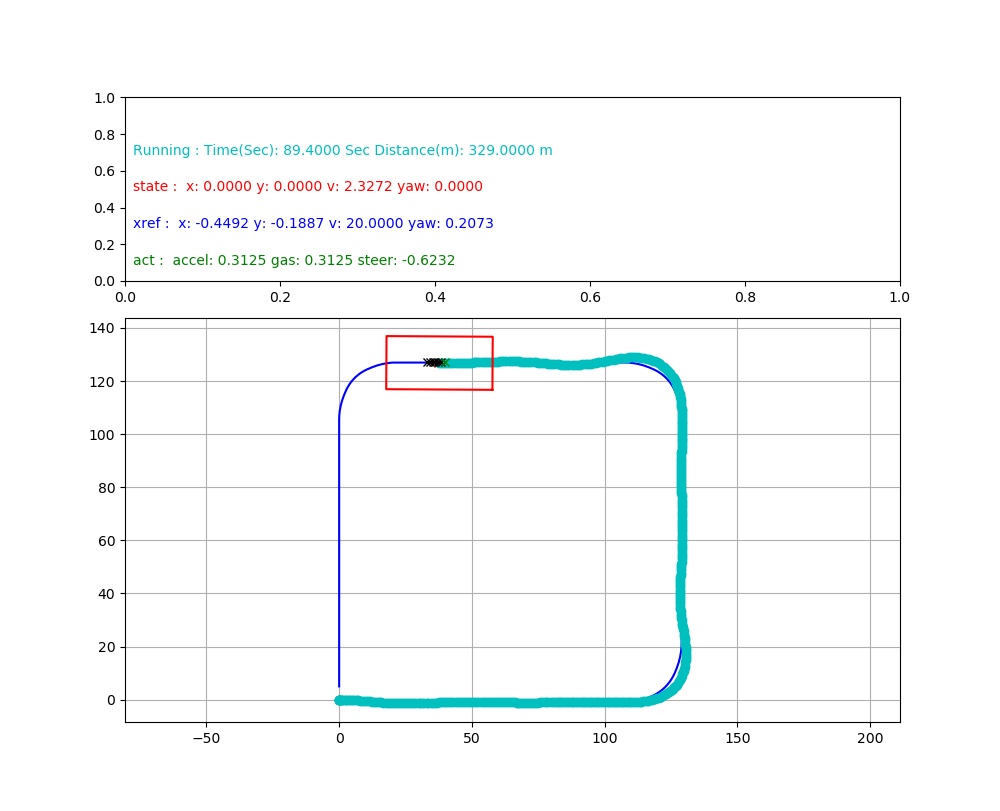 1.0
0.8
Running : Time(Sec): 89.4000 Sec Distance(m): 329.0000 m
0.6
state :  x: 0.0000 y: 0.0000 v: 2.3272 yaw: 0.0000
0.4
xref :  x: -0.4492 y: -0.1887 v: 20.0000 yaw: 0.2073
0.2
act :  accel: 0.3125 gas: 0.3125 steer: -0.6232
0.0
0.0 0.2 0.4 0.6 0.8 1.0
140
120
100
80
60
40
20
0
−50 0 50 100 150 200